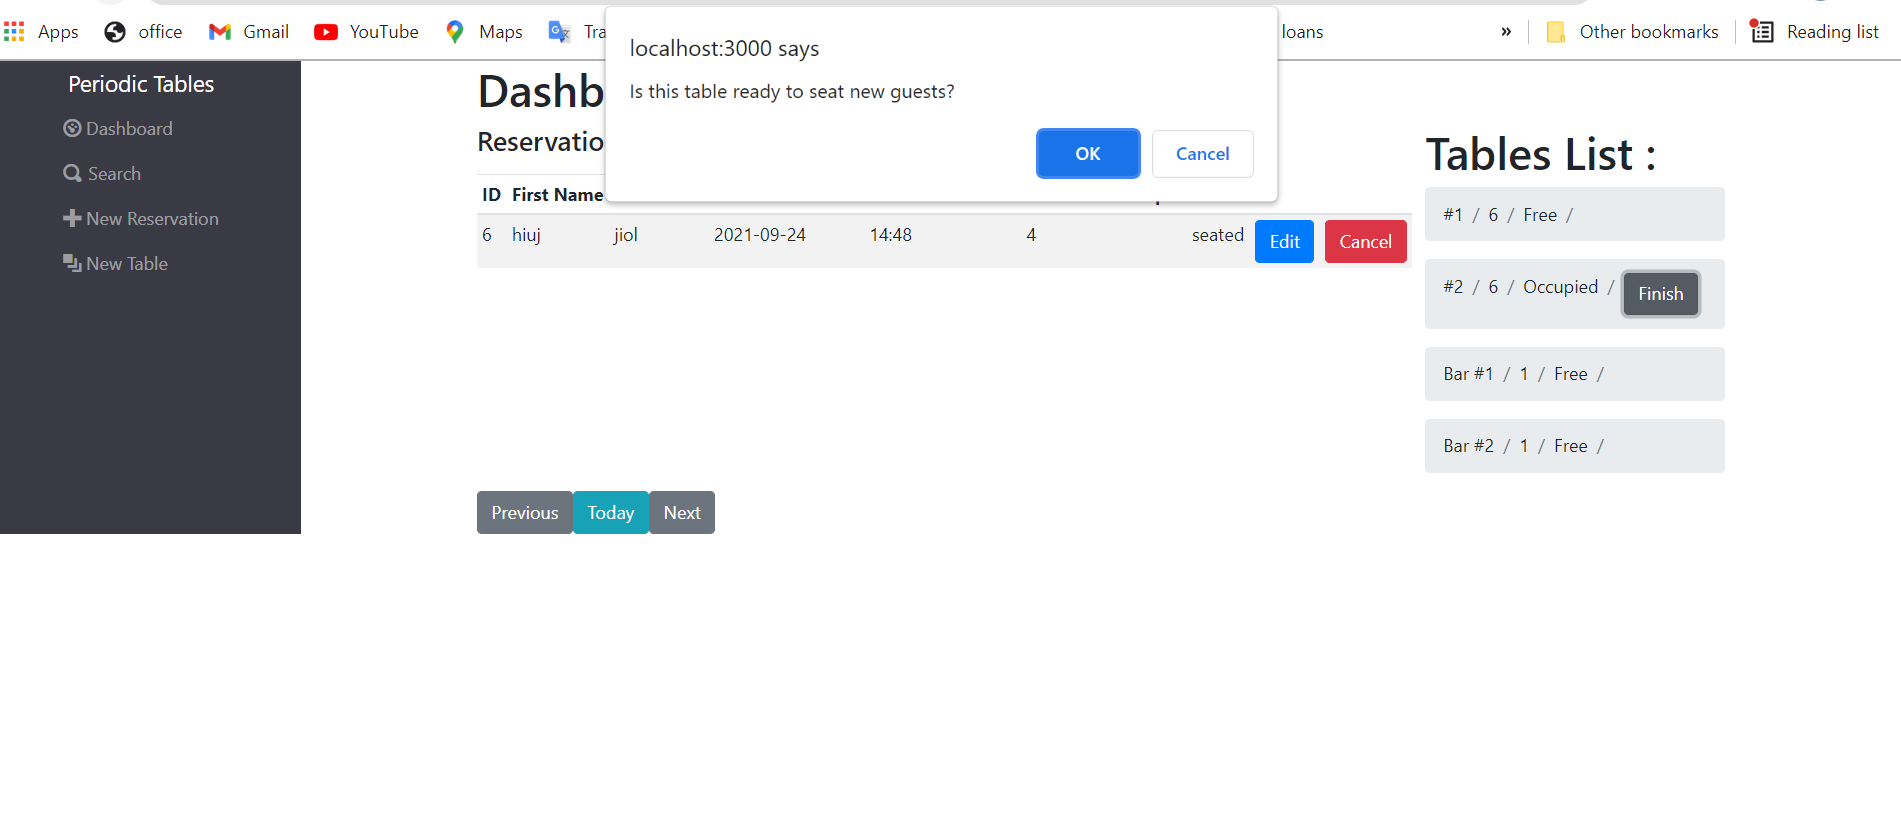 Apps office Gmail YouTube Maps loans » Other bookmarks Reading list
localhost:3000 says
Is this table ready to seat new guests?
OK Cancel
Periodic Tables
Dashboard
Search
New Reservation
New Table
ID First Name
6 hiuj jiol 2021-09-24 14:48 4 seated Edit Cancel
Previous Today Next
Tables List :
#1 / 6 / Free /
#2 / 6 / Occupied / Finish
Bar #1 / 1 / Free /
Bar #2 / 1 / Free /